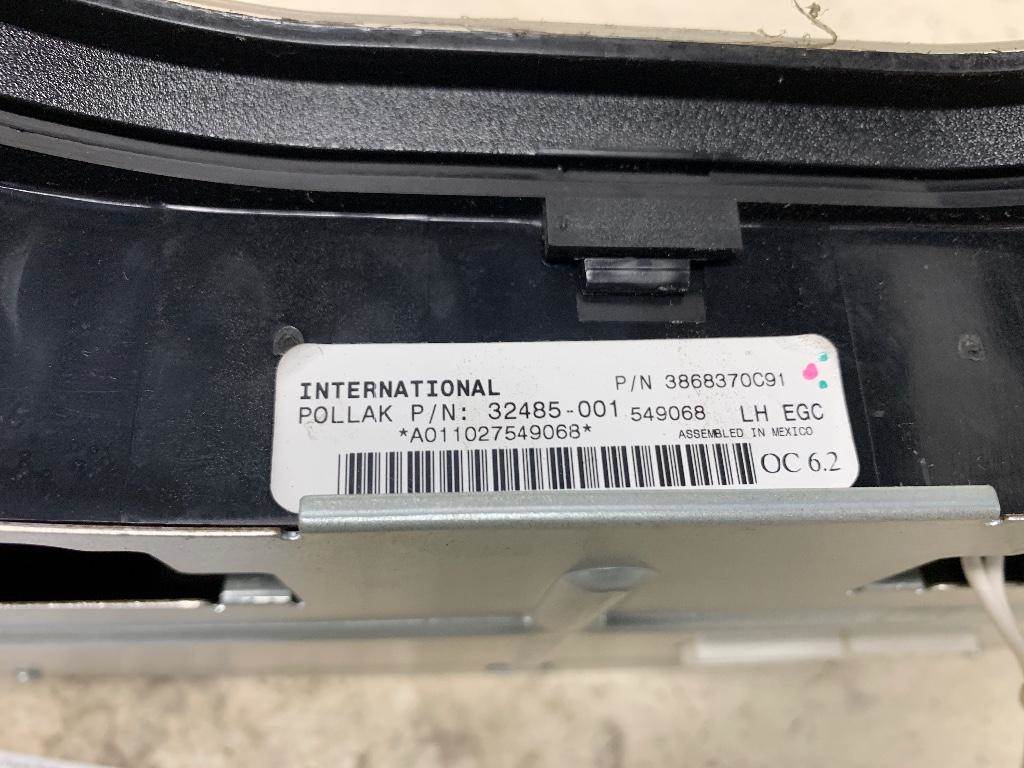 INTERNATIONAL P/N 3868370C91
POLLAK P/N: 32485-001 549068 LH EGC
*A011027549068* ASSEMBLED IN MEXICO
OC 6.2